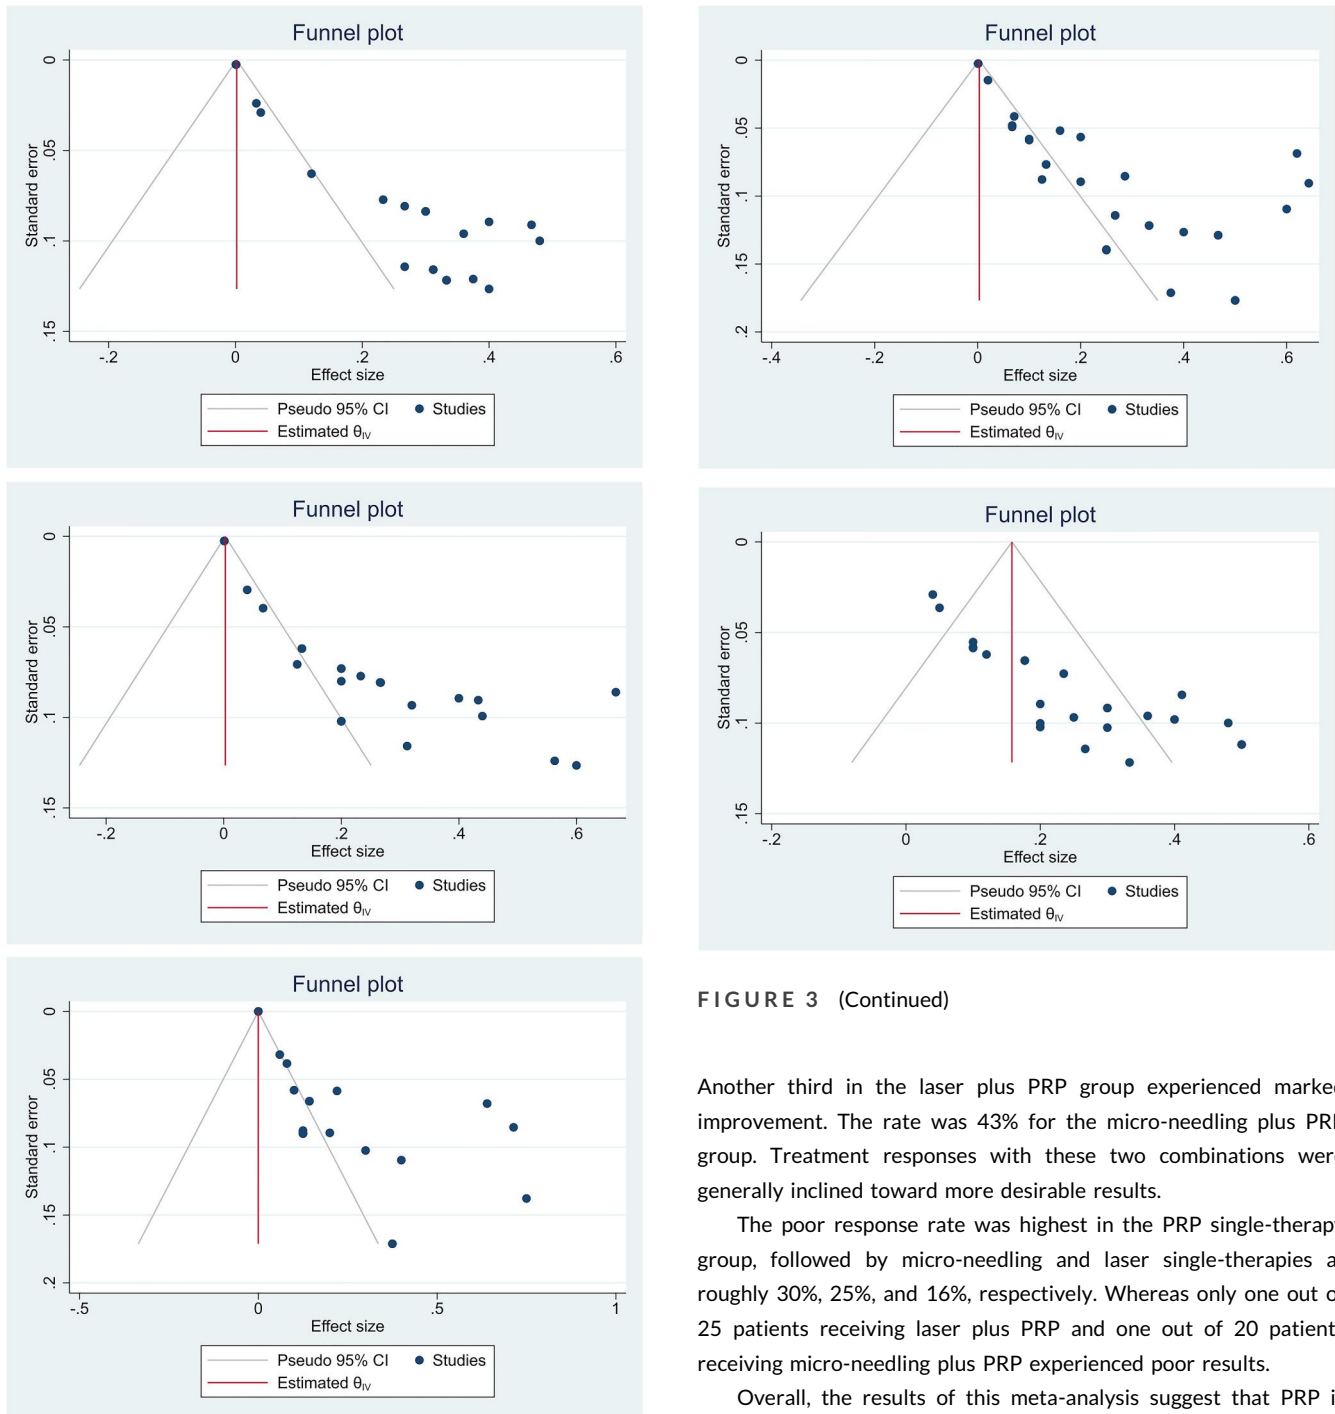 Funnel plot
0
.05
.1
.15
Standard error
-.2
0
.2
.4
.6
Effect size
Pseudo 95% CI
Studies
Estimated θIV
Funnel plot
0
.05
.1
.15
Standard error
-.2
0
.2
.4
.6
Effect size
Pseudo 95% CI
Studies
Estimated θIV
Funnel plot
0
.05
.1
.15
.2
Standard error
-.5
0
.5
1
Effect size
Pseudo 95% CI
Studies
Estimated θIV
Funnel plot
0
.05
.1
.15
.2
Standard error
-.4
-.2
0
.2
.4
.6
Effect size
Pseudo 95% CI
Studies
Estimated θIV
Funnel plot
0
.05
.1
.15
Standard error
-.2
0
.2
.4
.6
Effect size
Pseudo 95% CI
Studies
Estimated θIV
FIGURE 3 (Continued)
Another third in the laser plus PRP group experienced marked
improvement. The rate was 43% for the micro-needling plus PRP
group. Treatment responses with these two combinations were
generally inclined toward more desirable results.
The poor response rate was highest in the PRP single-therap
group, followed by micro-needling and laser single-therapies a
roughly 30%, 25%, and 16%, respectively. Whereas only one out o
25 patients receiving laser plus PRP and one out of 20 patient
receiving micro-needling plus PRP experienced poor results.
Overall, the results of this meta-analysis suggest that PRP i